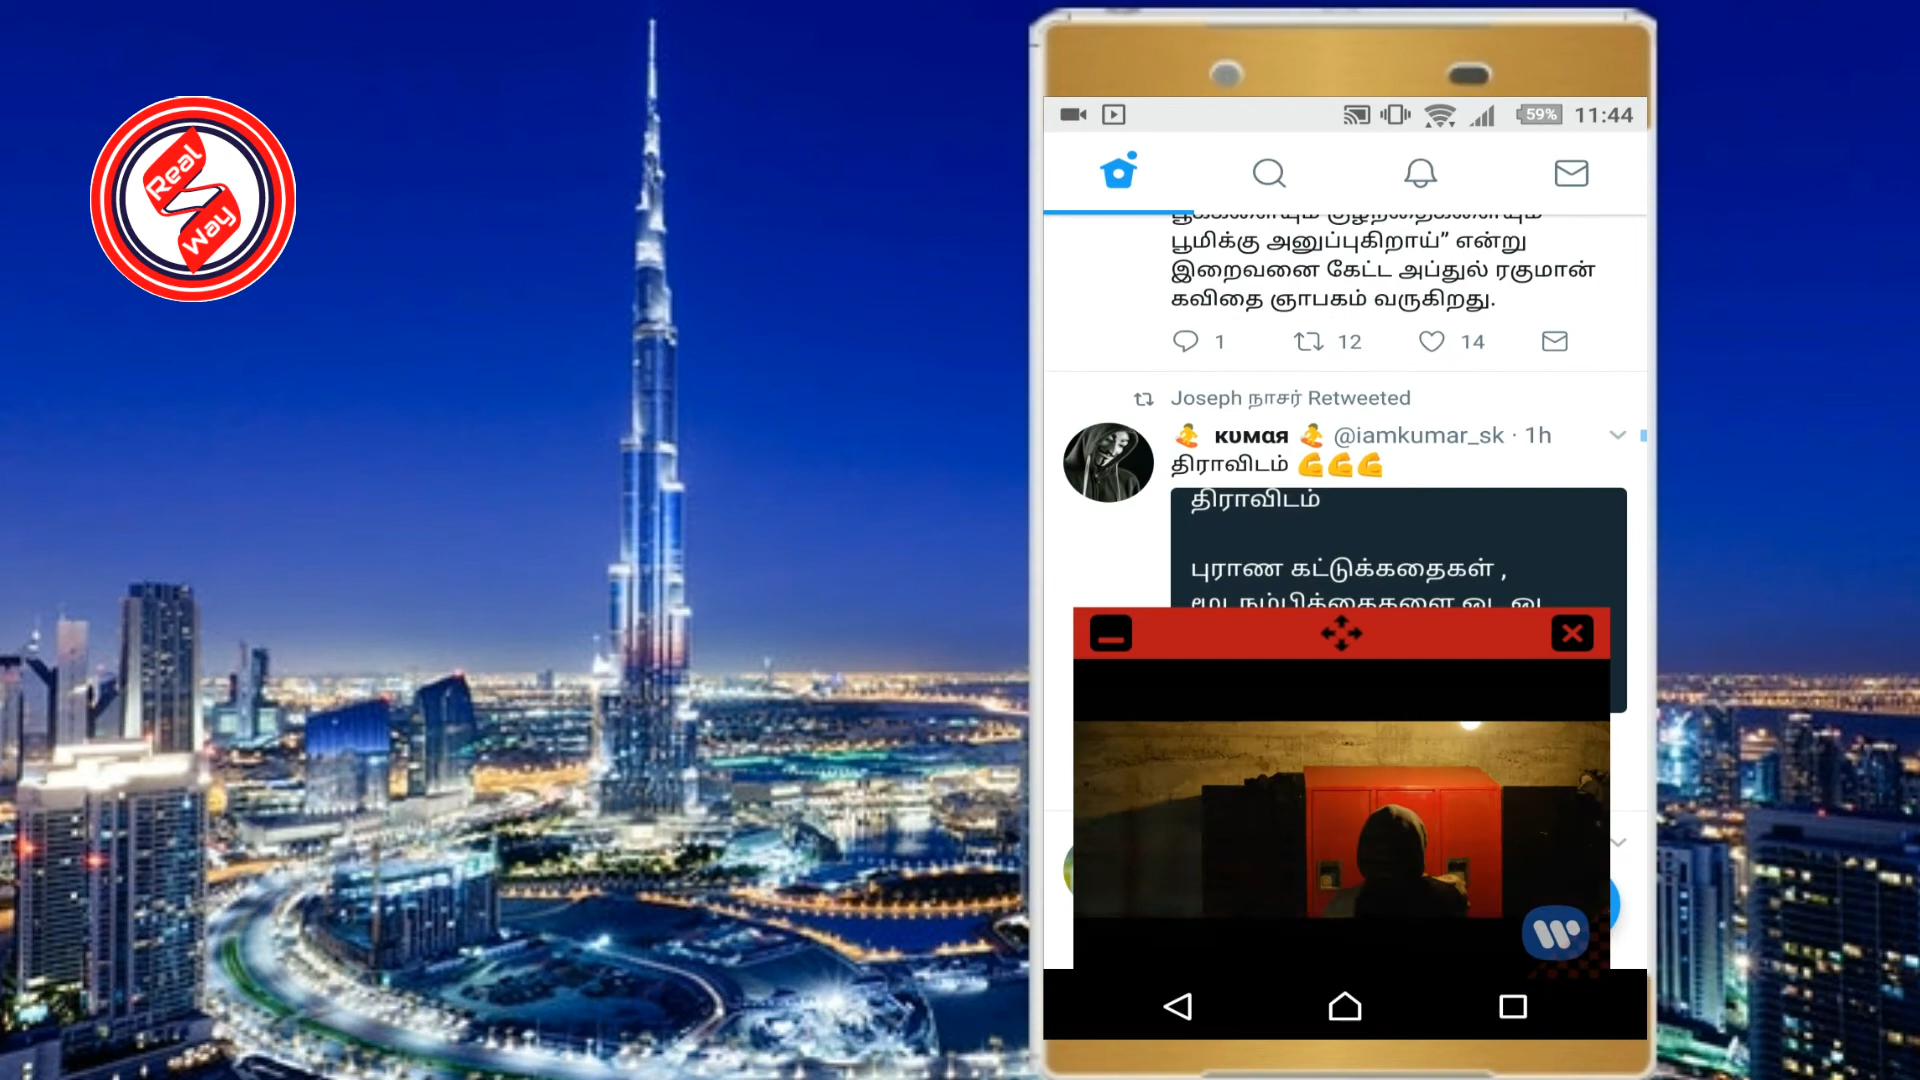 Real
Way
59% 11:44
பூமிக்கு அனுப்புகிறாய்” என்று
இறைவனை கேட்ட அப்துல் ரகுமான்
கவிதை ஞாபகம் வருகிறது.
1 12 14
Joseph நாசர் Retweeted
ĸυмαя @iamkumar_sk · 1h
திராவிடம்
திராவிடம்
புராண கட்டுக்கதைகள் ,